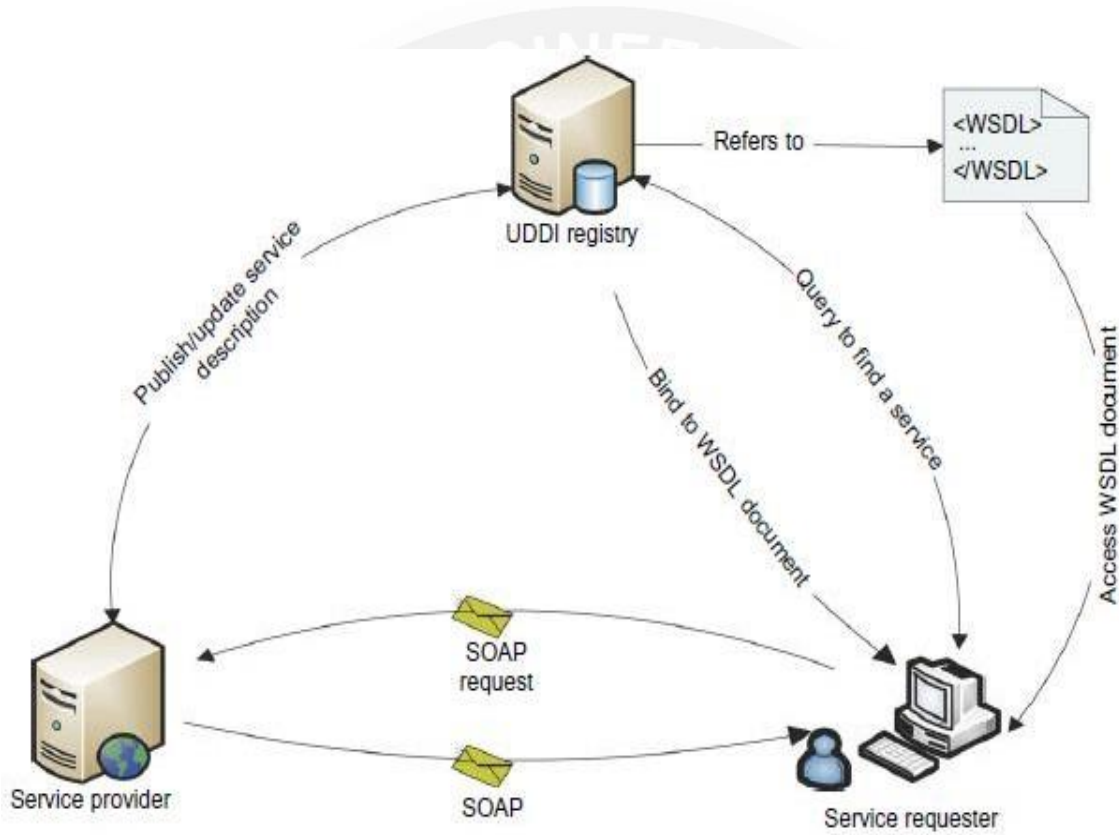 <WSDL>
...
</WSDL>
Refers to
UDDI registry
Publish/update service
description
Query to find a service
Bind to WSDL document
Access WSDL document
SOAP
request
SOAP
Service provider
Service requester